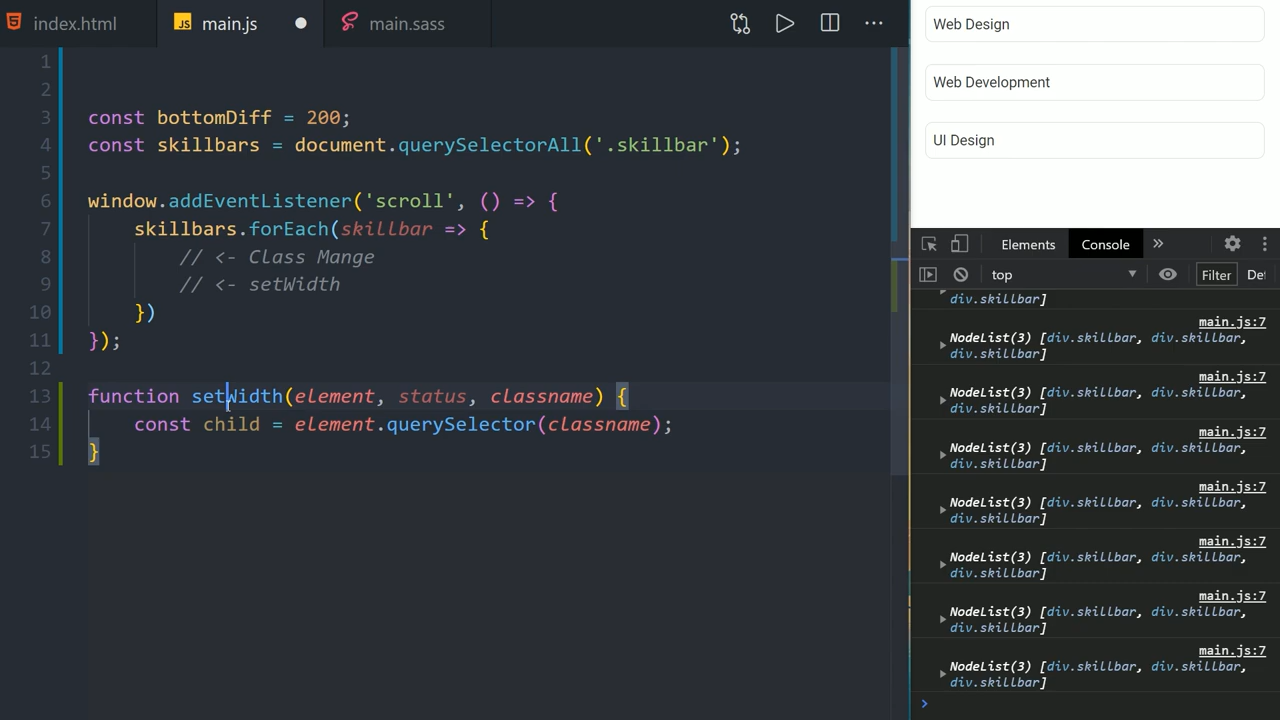 index.html
JS main.js
main.sass
1
2
3 const bottomDiff = 200;
4 const skillbars = document.querySelectorAll('.skillbar');
5
6 window.addEventListener('scroll', () => {
7 skillbars.forEach(skillbar => {
8 // <- Class Mange
9 // <- setWidth
10 })
11 });
12
13 function setWidth(element, status, classname) {
14 const child = element.querySelector(classname);
15 }
Web Design
Web Development
UI Design
Elements Console »
top Filter De
div.skillbar]
main.js:7
NodeList(3) [div.skillbar, div.skillbar,
div.skillbar]
main.js:7
NodeList(3) [div.skillbar, div.skillbar,
div.skillbar]
main.js:7
NodeList(3) [div.skillbar, div.skillbar,
div.skillbar]
main.js:7
NodeList(3) [div.skillbar, div.skillbar,
div.skillbar]
main.js:7
NodeList(3) [div.skillbar, div.skillbar,
div.skillbar]
main.js:7
NodeList(3) [div.skillbar, div.skillbar,
div.skillbar]
main.js:7
NodeList(3) [div.skillbar, div.skillbar,
div.skillbar]
>